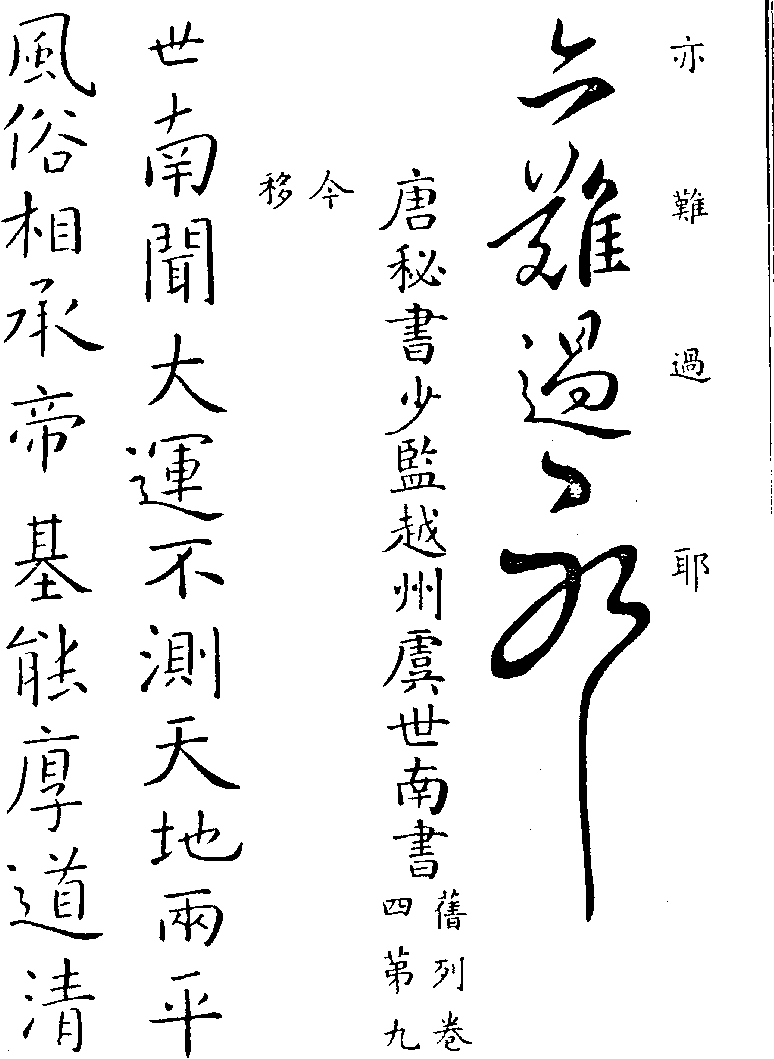 亦難過耶
亦難過耶
唐秘書少監越州虞世南書
舊列卷
四第九
今
移
世南聞大運不測天地兩平
風俗相承帝基能厚道清